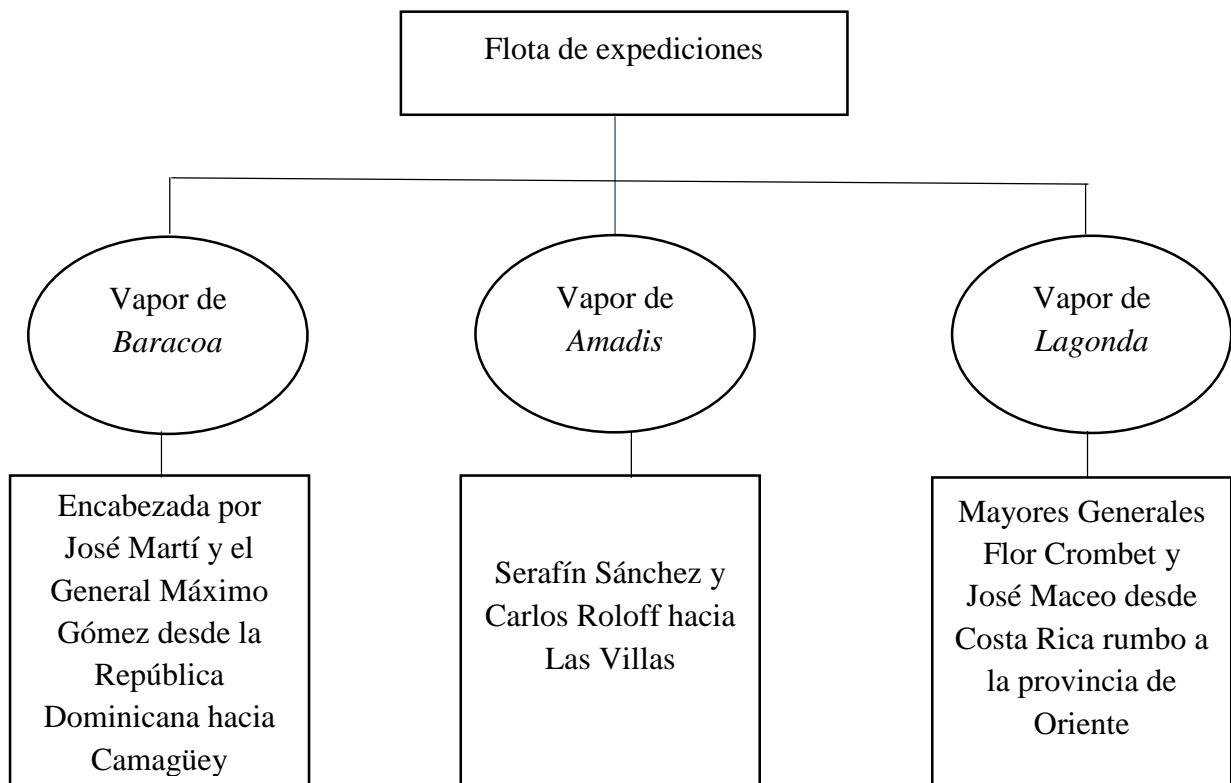 Flota de expediciones
Vapor de
Baracoa
Vapor de
Amadis
Vapor de
Lagonda
Encabezada por
José Martí y el
General Máximo
Gómez desde la
República
Dominicana hacia
Camagüey
Serafín Sánchez y
Carlos Roloff hacia
Las Villas
Mayores Generales
Flor Crombet y
José Maceo desde
Costa Rica rumbo a
la provincia de
Oriente